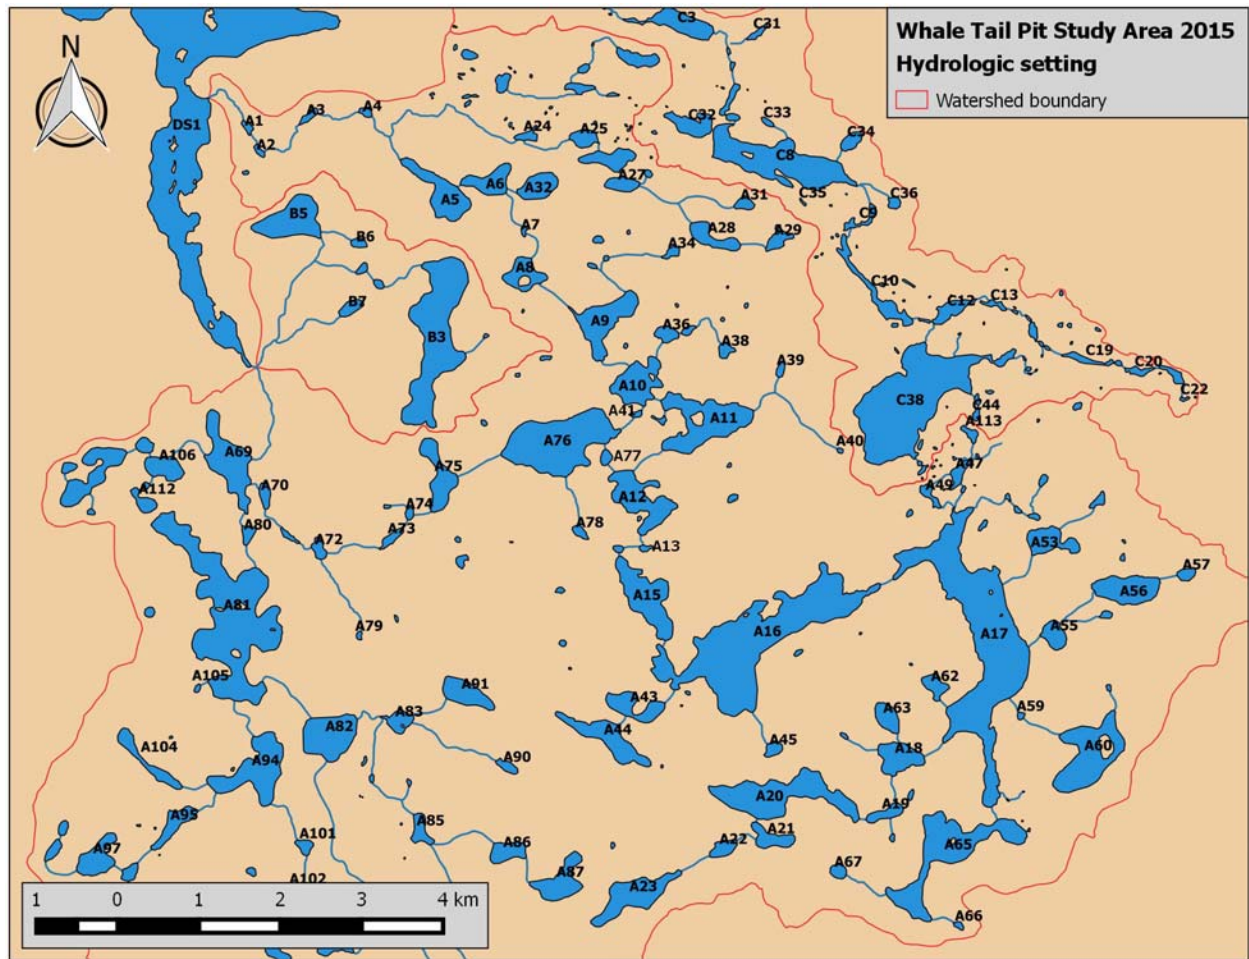 Whale Tail Pit Study Area 2015
Hydrologic setting
Watershed boundary
N
C3
C31
DS1
A1
A2
A3
A4
A24
A25
C32
C33
C34
C8
C35
C36
C9
A5
A6
A32
A27
A31
A7
A28
A29
A34
B5
B6
B7
B3
A8
A9
A36
A38
A39
A10
A41
A11
A40
C10
C12
C13
C19
C20
C22
C38
C44
A113
A47
A49
A106
A112
A69
A70
A80
A72
A73
A74
A75
A76
A77
A78
A12
A13
A15
A16
A17
A53
A57
A56
A55
A79
A81
A105
A91
A43
A44
A45
A62
A63
A18
A59
A60
A82
A83
A90
A104
A94
A95
A97
A101
A102
A85
A86
A87
A20
A19
A21
A22
A23
A67
A65
A66
1 0 1 2 3 4 km